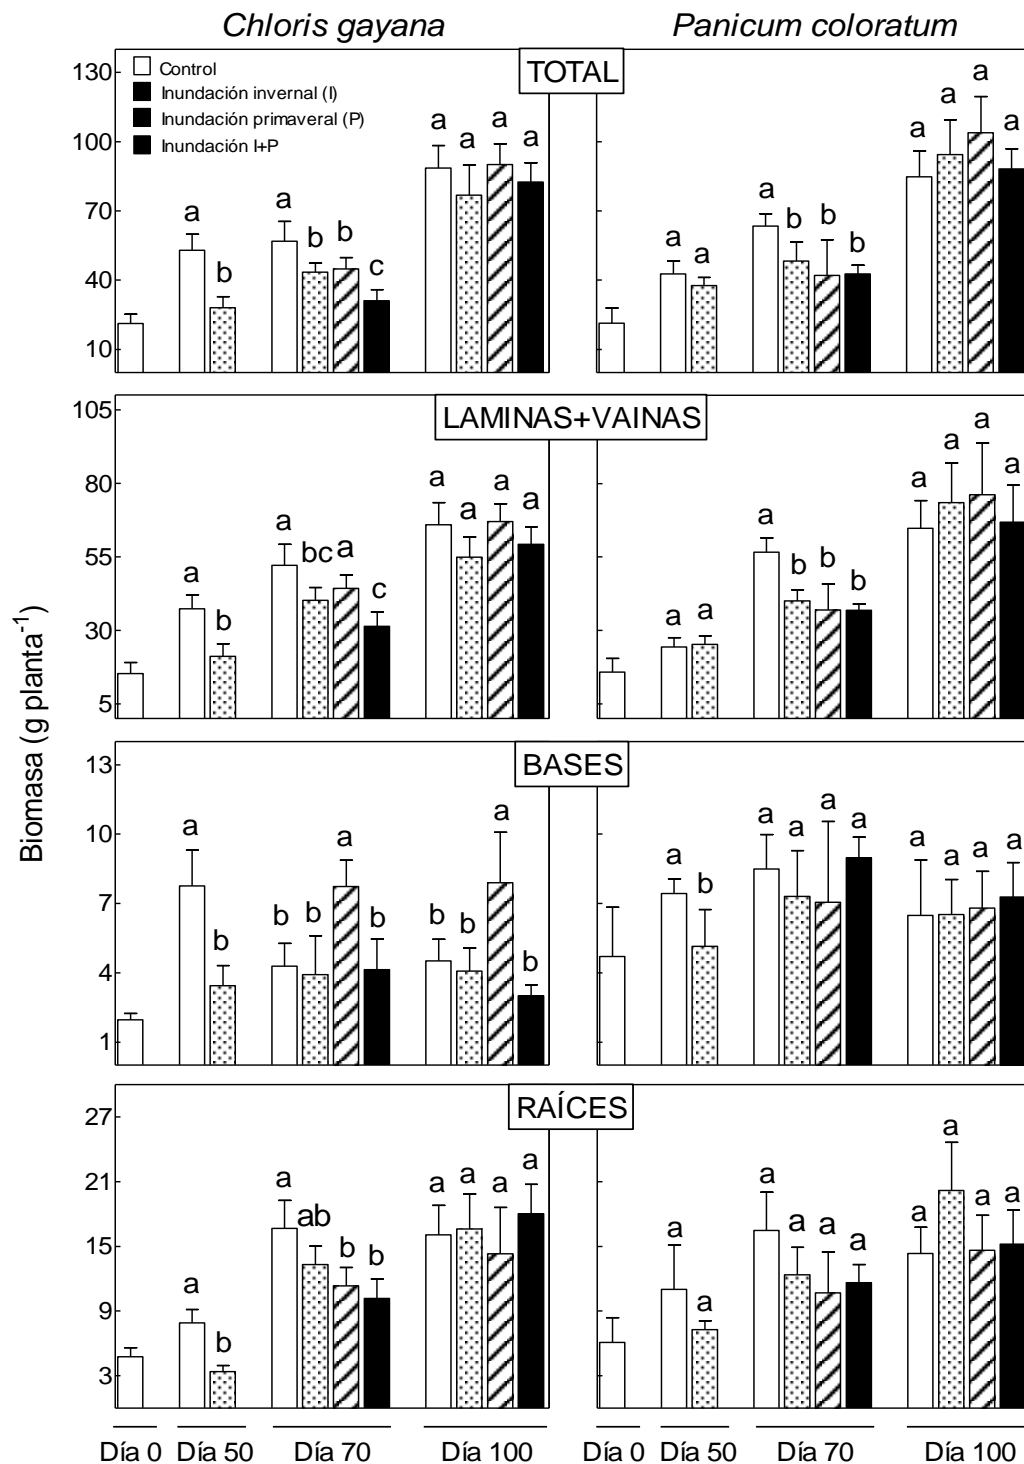 Chloris gayana Panicum coloratum
TOTAL
Control
Inundación invernal (I)
Inundación primaveral (P)
Inundación I+P
130
100
70
40
10
a b a b b c a a a a
a a a b b b a a a a
LAMINAS+VAINAS
105
80
55
30
5
a b a bc a c a a a a
a a a b b b a a a a
BASES
13
10
7
4
1
a b b b a b b b a b
a b a a a a a a a a
RAÍCES
27
21
15
9
3
a b a ab b b a a a a
a a a a a a a a a a
Biomasa (g planta-1)
Día 0 Día 50 Día 70 Día 100 Día 0 Día 50 Día 70 Día 100